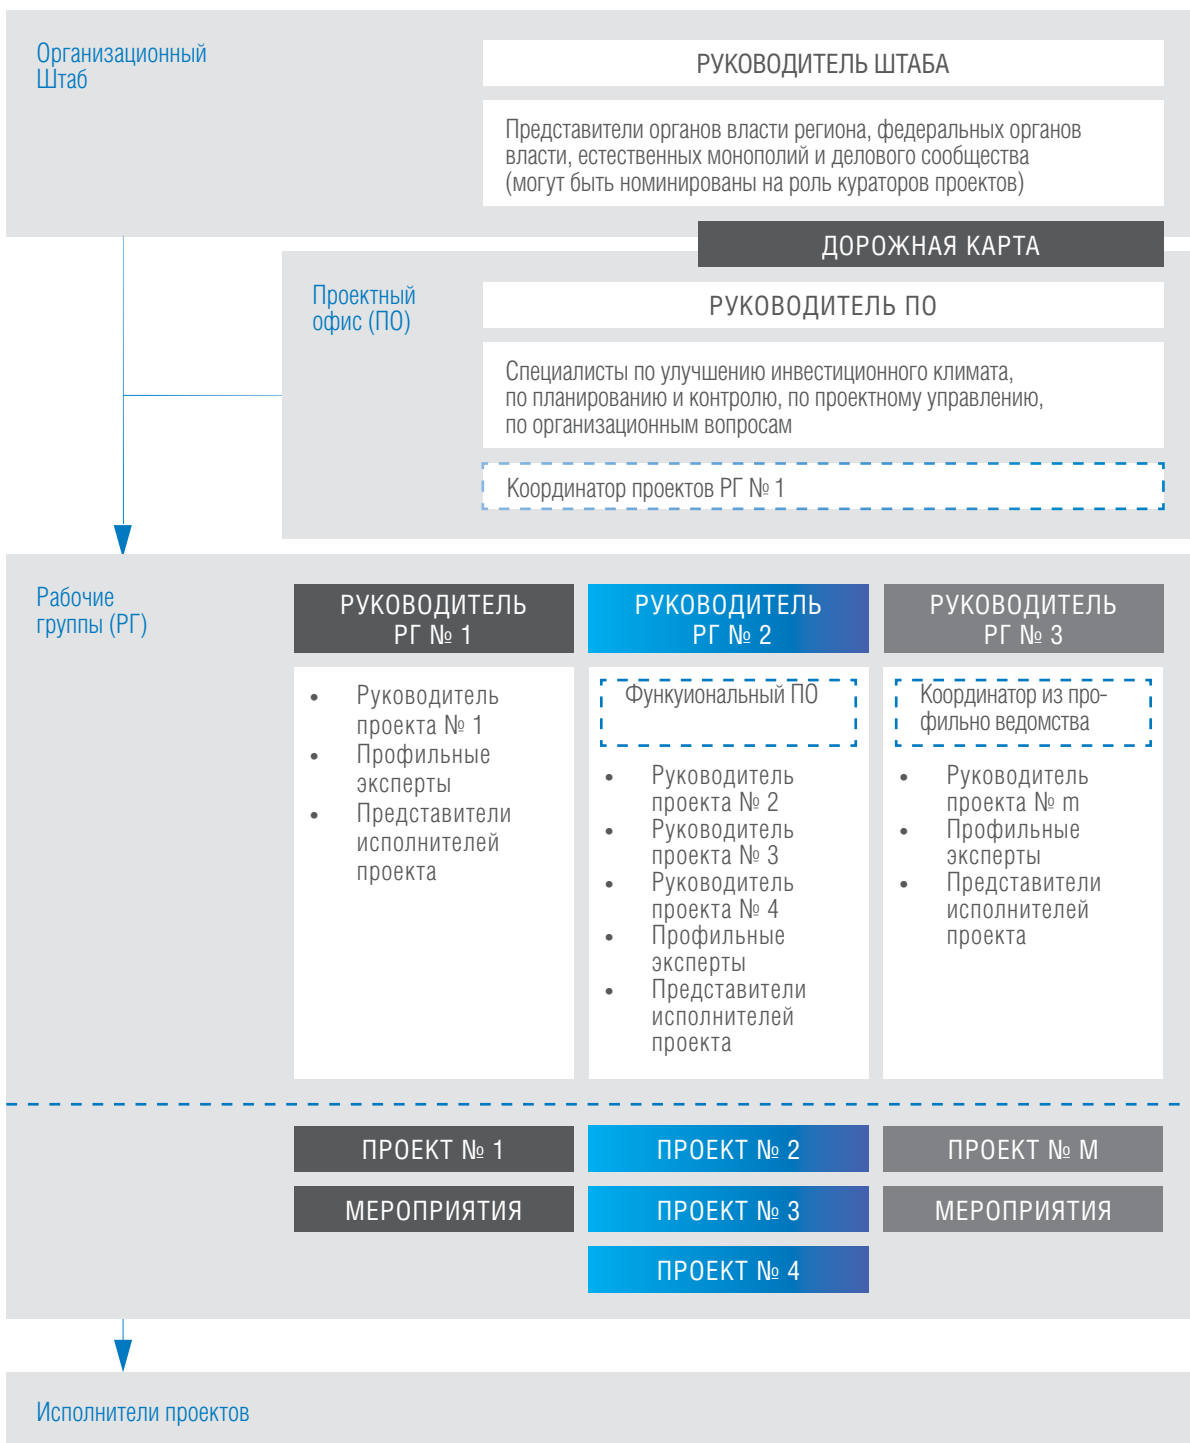 Организационный
Штаб
РУКОВОДИТЕЛЬ ШТАБА
Представители органов власти региона, федеральных органов
власти, естественных монополий и делового сообщества
(могут быть номинированы на роль кураторов проектов)
ДОРОЖНАЯ КАРТА
Проектный
офис (ПО)
РУКОВОДИТЕЛЬ ПО
Специалисты по улучшению инвестиционного климата,
по планированию и контролю, по проектному управлению,
по организационным вопросам
Координатор проектов РГ № 1
Рабочие
группы (РГ)
РУКОВОДИТЕЛЬ
РГ № 1
• Руководитель
проекта № 1
• Профильные
эксперты
• Представители
исполнителей
проекта
РУКОВОДИТЕЛЬ
РГ № 2
Функуиональный ПО
• Руководитель
проекта № 2
• Руководитель
проекта № 3
• Руководитель
проекта № 4
• Профильные
эксперты
• Представители
исполнителей
проекта
РУКОВОДИТЕЛЬ
РГ № 3
Координатор из про-
фильно ведомства
• Руководитель
проекта № m
• Профильные
эксперты
• Представители
исполнителей
проекта
ПРОЕКТ № 1
МЕРОПРИЯТИЯ
ПРОЕКТ № 2
ПРОЕКТ № 3
ПРОЕКТ № 4
ПРОЕКТ № М
МЕРОПРИЯТИЯ
Исполнители проектов